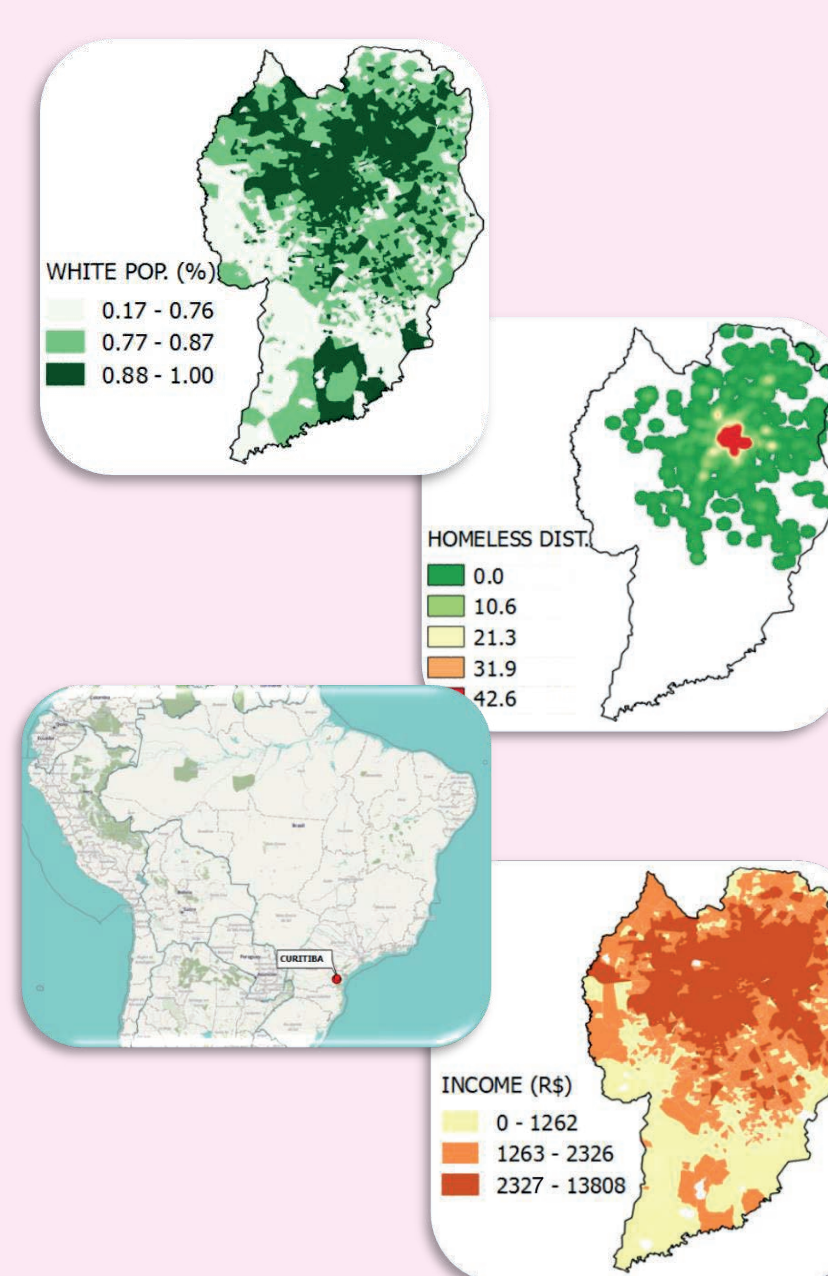 WHITE POP. (%)
0.17 - 0.76
0.77 - 0.87
0.88 - 1.00
HOMELESS DIST.
0.0
10.6
21.3
31.9
42.6
Brasil
CURITIBA
INCOME (R$)
0 - 1262
1263 - 2326
2327 - 13808